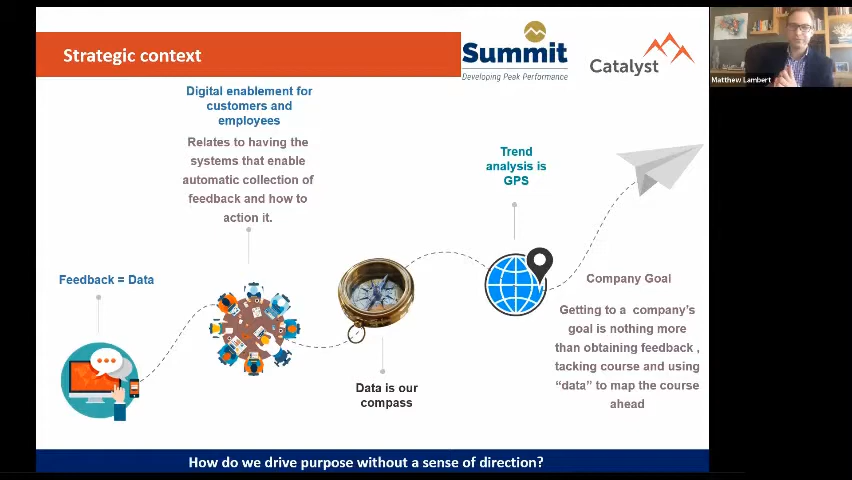 Strategic context
Summit
Developing Peak Performance
Catalyst
Matthew Lambert
Digital enablement for
customers and
employees
Relates to having the
systems that enable
automatic collection of
feedback and how to
action it.
Trend
analysis is
GPS
Feedback = Data
Data is our
compass
Company Goal
Getting to a company's
goal is nothing more
than obtaining feedback ,
tacking course and using
“data” to map the course
ahead
How do we drive purpose without a sense of direction?